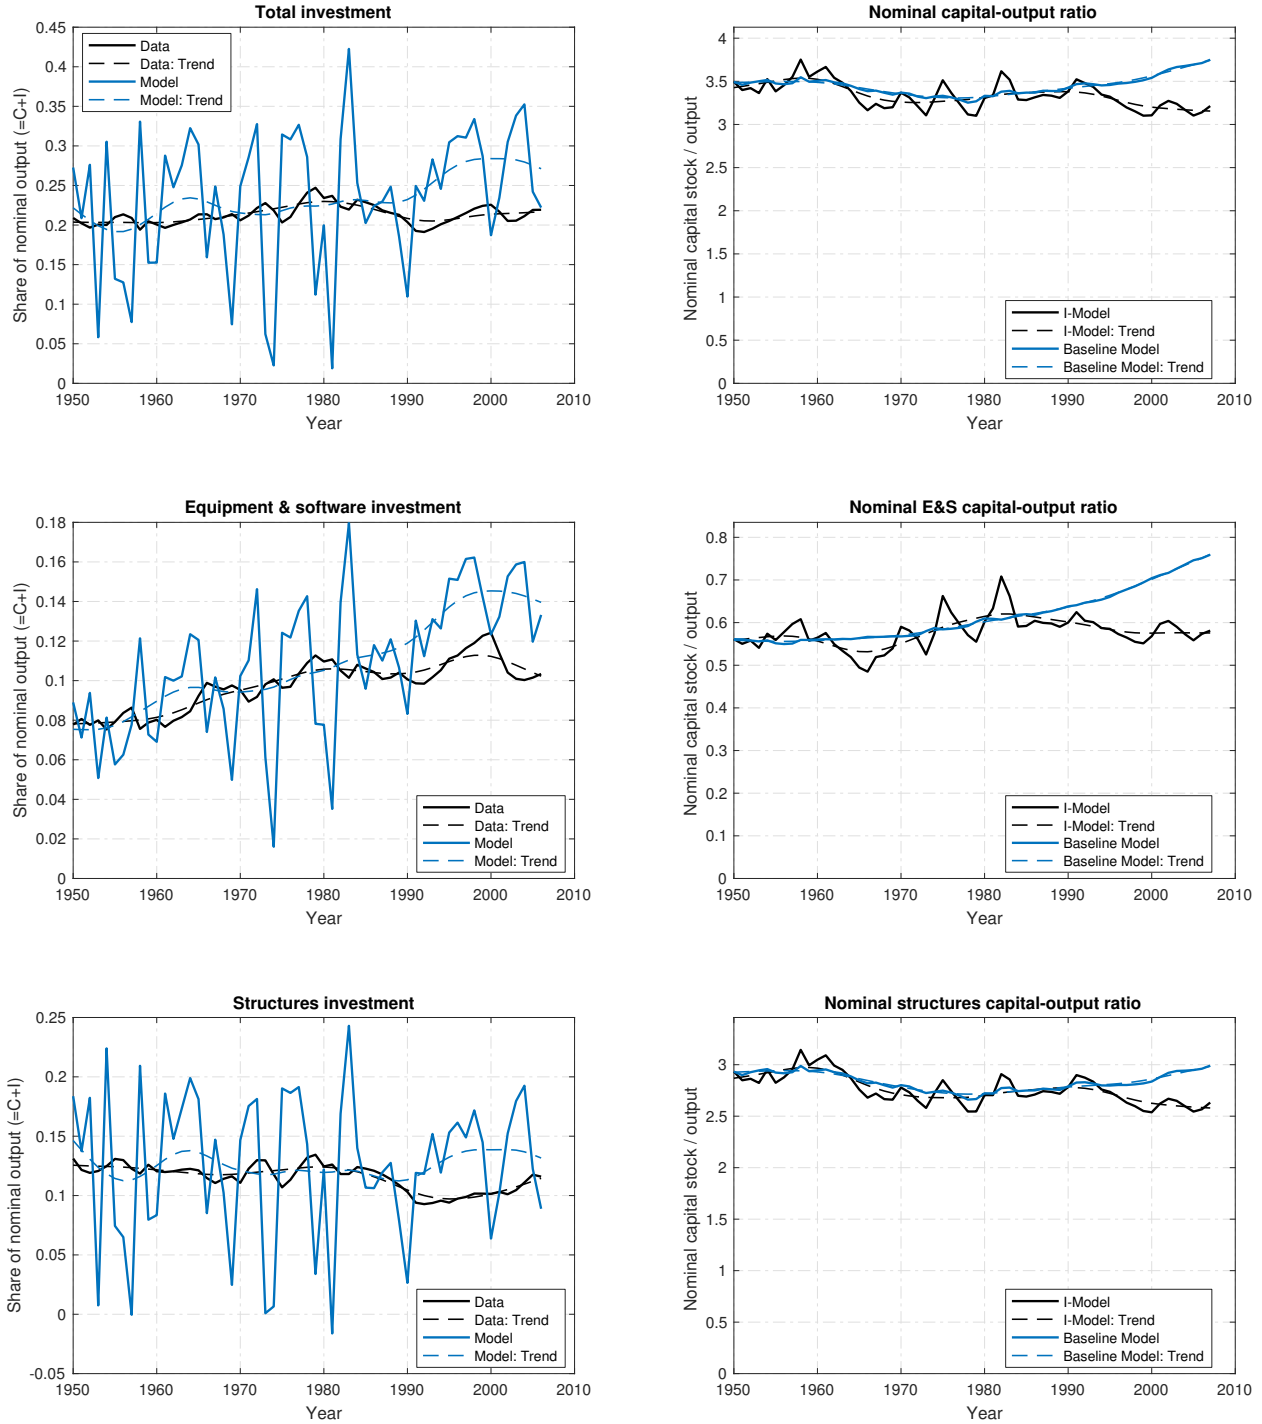 Total investment
Share of nominal output (=C+I)
0.45
0.4
0.35
0.3
0.25
0.2
0.15
0.1
0.05
0
Data
Data: Trend
Model
Model: Trend
1950 1960 1970 1980 1990 2000 2010
Year
Nominal capital-output ratio
Nominal capital stock / output
4
3.5
3
2.5
2
1.5
1
0.5
0
I-Model
I-Model: Trend
Baseline Model
Baseline Model: Trend
1950 1960 1970 1980 1990 2000 2010
Year
Equipment & software investment
Share of nominal output (=C+I)
0.18
0.16
0.14
0.12
0.1
0.08
0.06
0.04
0.02
0
Data
Data: Trend
Model
Model: Trend
1950 1960 1970 1980 1990 2000 2010
Year
Nominal E&S capital-output ratio
Nominal capital stock / output
0.8
0.7
0.6
0.5
0.4
0.3
0.2
0.1
0
I-Model
I-Model: Trend
Baseline Model
Baseline Model: Trend
1950 1960 1970 1980 1990 2000 2010
Year
Structures investment
Share of nominal output (=C+I)
0.25
0.2
0.15
0.1
0.05
0
-0.05
Data
Data: Trend
Model
Model: Trend
1950 1960 1970 1980 1990 2000 2010
Year
Nominal structures capital-output ratio
Nominal capital stock / output
3
2.5
2
1.5
1
0.5
0
I-Model
I-Model: Trend
Baseline Model
Baseline Model: Trend
1950 1960 1970 1980 1990 2000 2010
Year